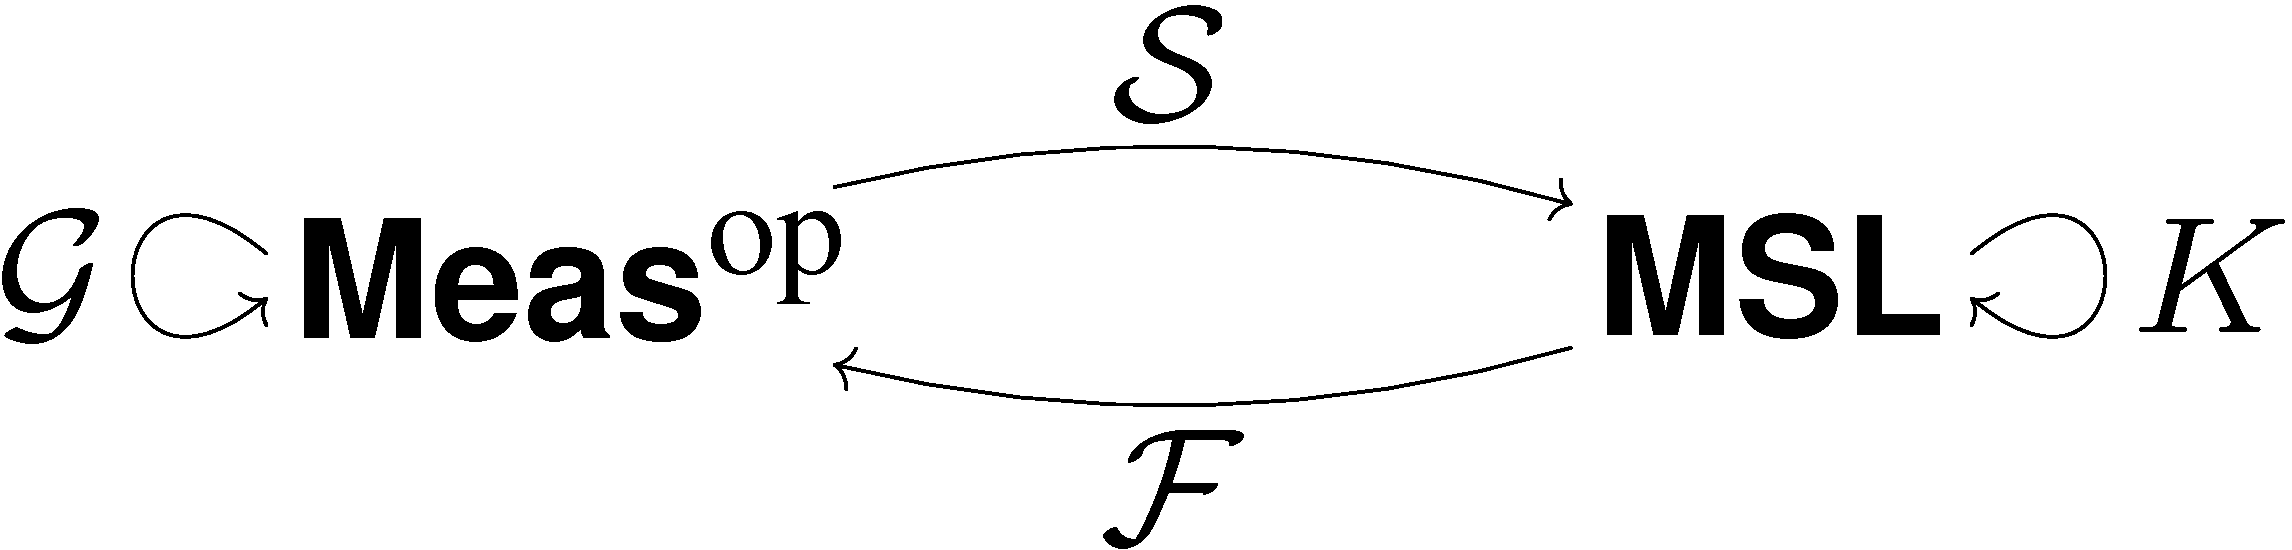 𝒮
𝒢 Meas^op MSL K
ℱ